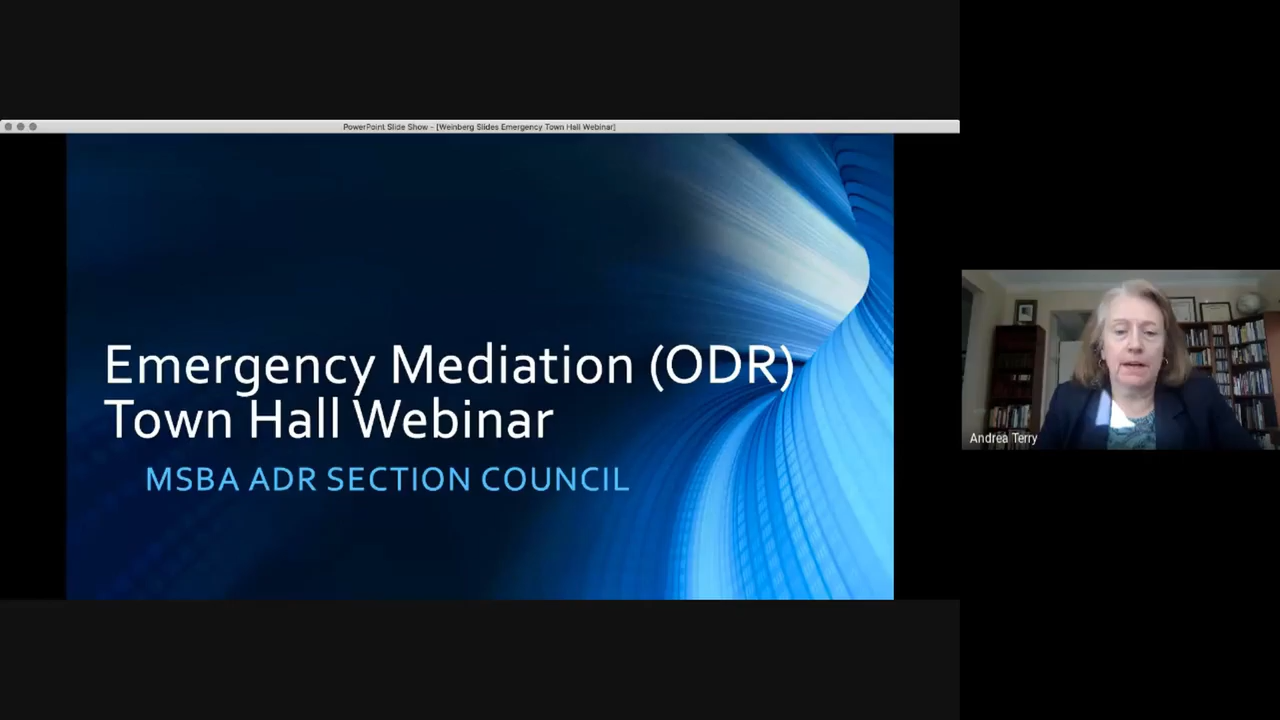 PowerPoint Slide Show - [Weinberg Slides Emergency Town Hall Webinar]
Emergency Mediation (ODR)
Town Hall Webinar
MSBA ADR SECTION COUNCIL
Andrea Terry